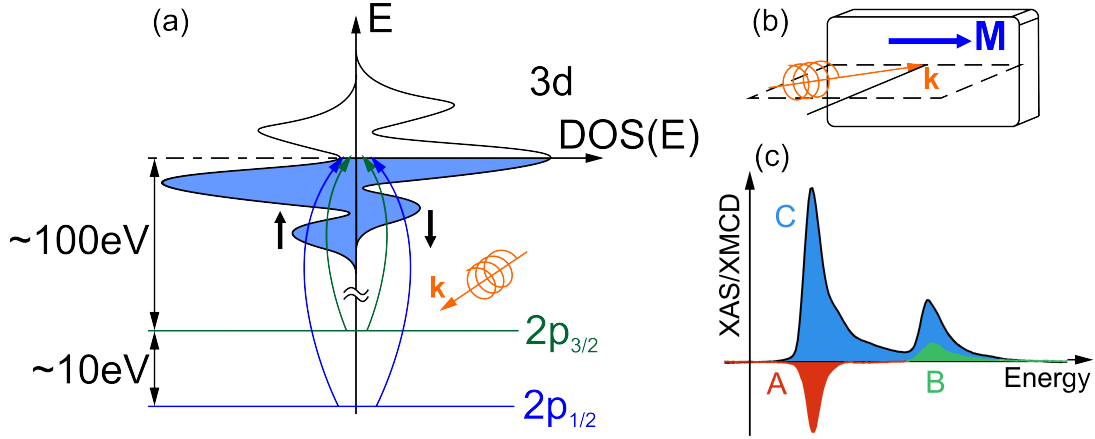 (a)
E
3d
DOS(E)
~100eV
k
2p3/2
~10eV
2p1/2
(b)
M
k
(c)
XAS/XMCD
C
A
B
Energy